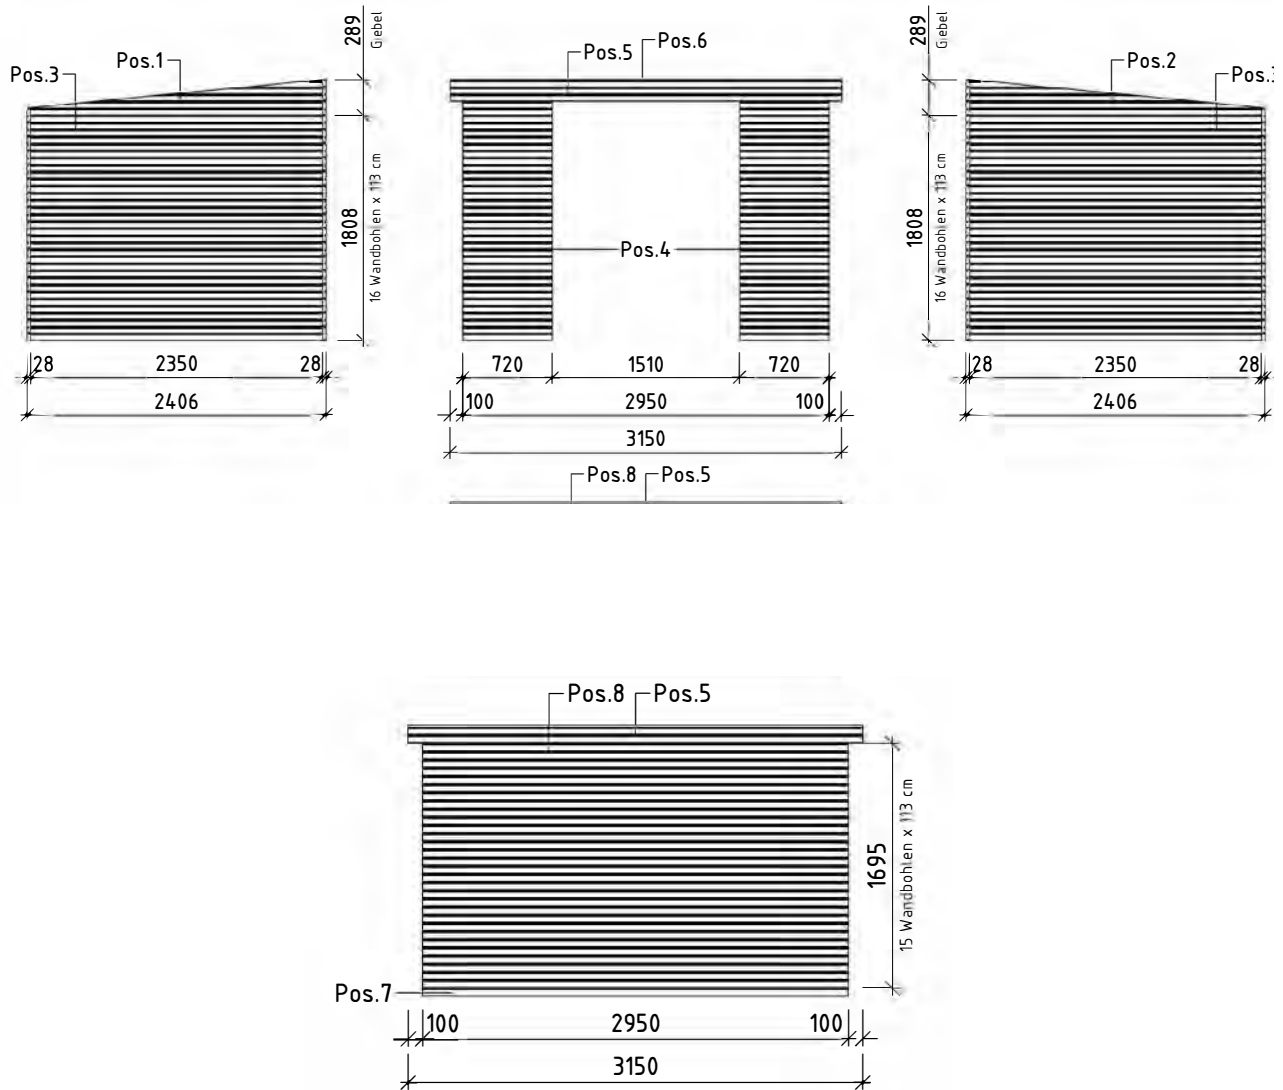 289
Giebel
Pos.3
Pos.1
1808
16 Wandbohlen x 113 cm
28 2350 28
2406
Pos.5
Pos.6
Pos.4
720 1510 720
100 2950 100
3150
Pos.8 Pos.5
289
Giebel
Pos.2
Pos.
1808
16 Wandbohlen x 113 cm
28 2350 28
2406
Pos.8 Pos.5
1695
15 Wandbohlen x 113 cm
Pos.7
100 2950 100
3150